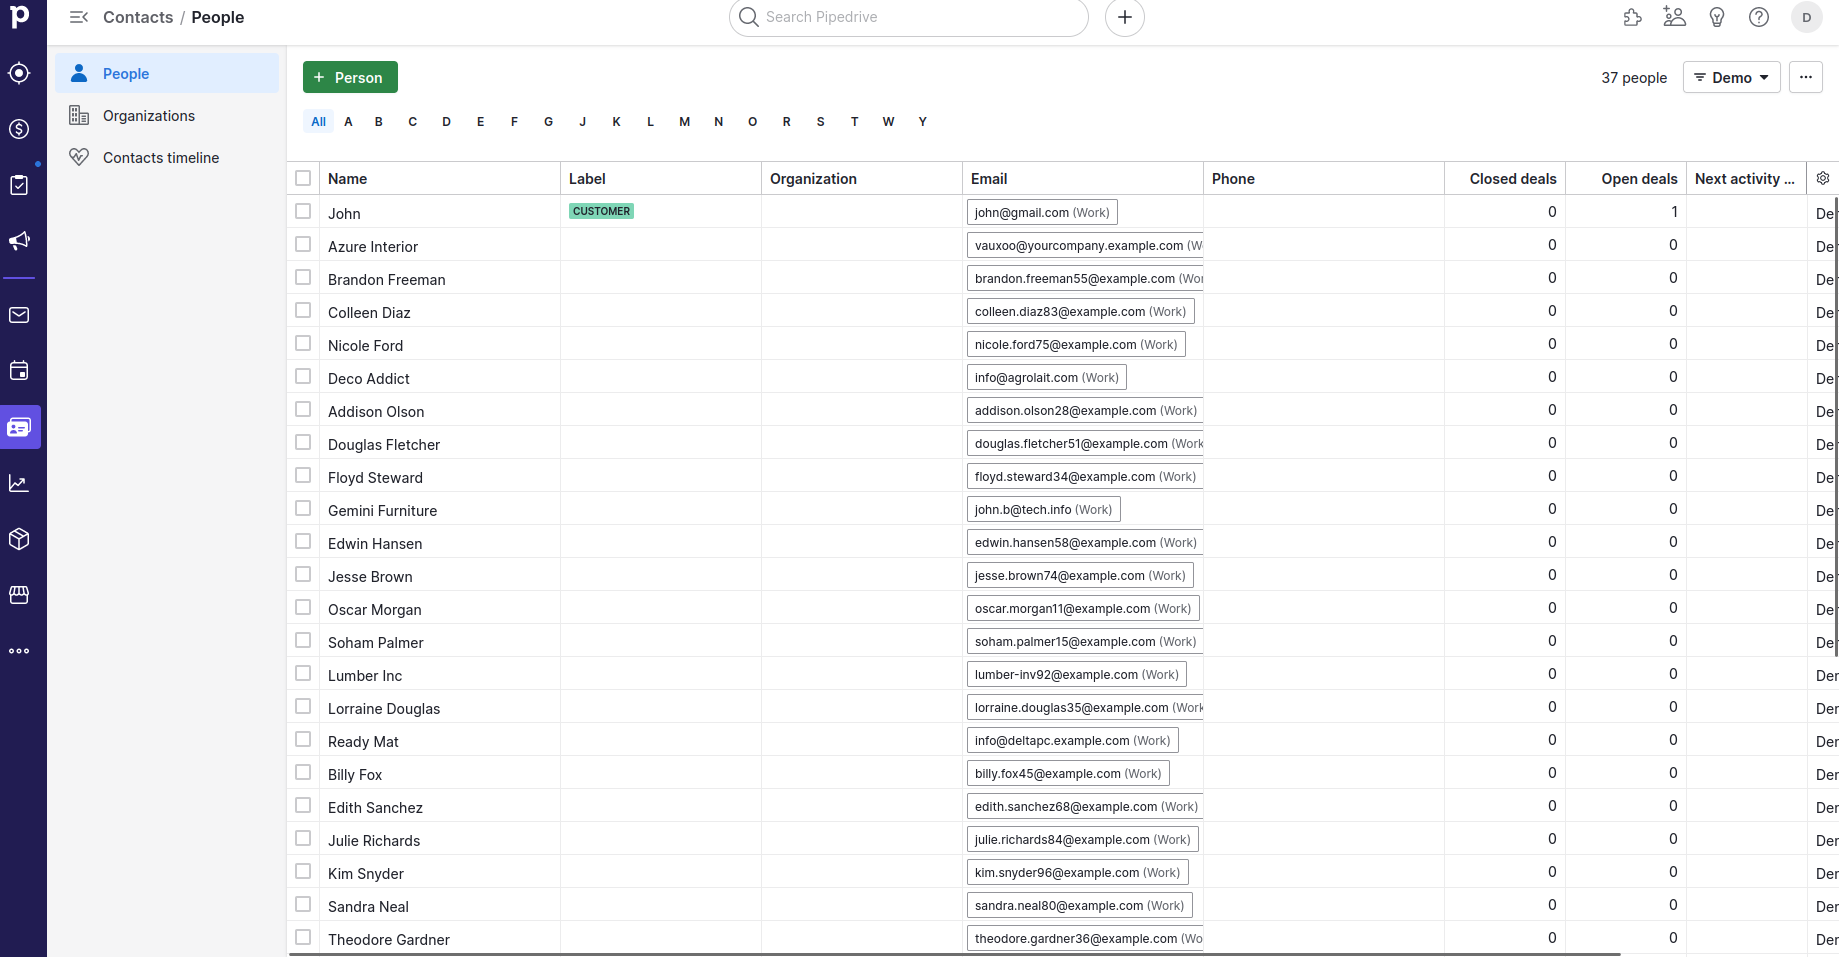 p Contacts / People Search Pipedrive D
People
Organizations
Contacts timeline
+ Person 37 people Demo ...
All A B C D E F G J K L M N O R S T W Y
Name Label Organization Email Phone Closed deals Open deals Next activity ...
John CUSTOMER john@gmail.com (Work) 0 1 De
Azure Interior vauxoo@yourcompany.example.com (W 0 0 De
Brandon Freeman brandon.freeman55@example.com (Wor 0 0 De
Colleen Diaz colleen.diaz83@example.com (Work) 0 0 De
Nicole Ford nicole.ford75@example.com (Work) 0 0 De
Deco Addict info@agrolait.com (Work) 0 0 De
Addison Olson addison.olson28@example.com (Work) 0 0 De
Douglas Fletcher douglas.fletcher51@example.com (Work 0 0 De
Floyd Steward floyd.steward34@example.com (Work) 0 0 De
Gemini Furniture john.b@tech.info (Work) 0 0 De
Edwin Hansen edwin.hansen58@example.com (Work) 0 0 De
Jesse Brown jesse.brown74@example.com (Work) 0 0 De
Oscar Morgan oscar.morgan11@example.com (Work) 0 0 De
Soham Palmer soham.palmer15@example.com (Work) 0 0 De
Lumber Inc lumber-inv92@example.com (Work) 0 0 Der
Lorraine Douglas lorraine.douglas35@example.com (Work 0 0 Der
Ready Mat info@deltapc.example.com (Work) 0 0 Der
Billy Fox billy.fox45@example.com (Work) 0 0 Der
Edith Sanchez edith.sanchez68@example.com (Work) 0 0 Der
Julie Richards julie.richards84@example.com (Work) 0 0 Der
Kim Snyder kim.snyder96@example.com (Work) 0 0 Der
Sandra Neal sandra.neal80@example.com (Work) 0 0 Der
Theodore Gardner theodore.gardner36@example.com (Wo 0 0 Der